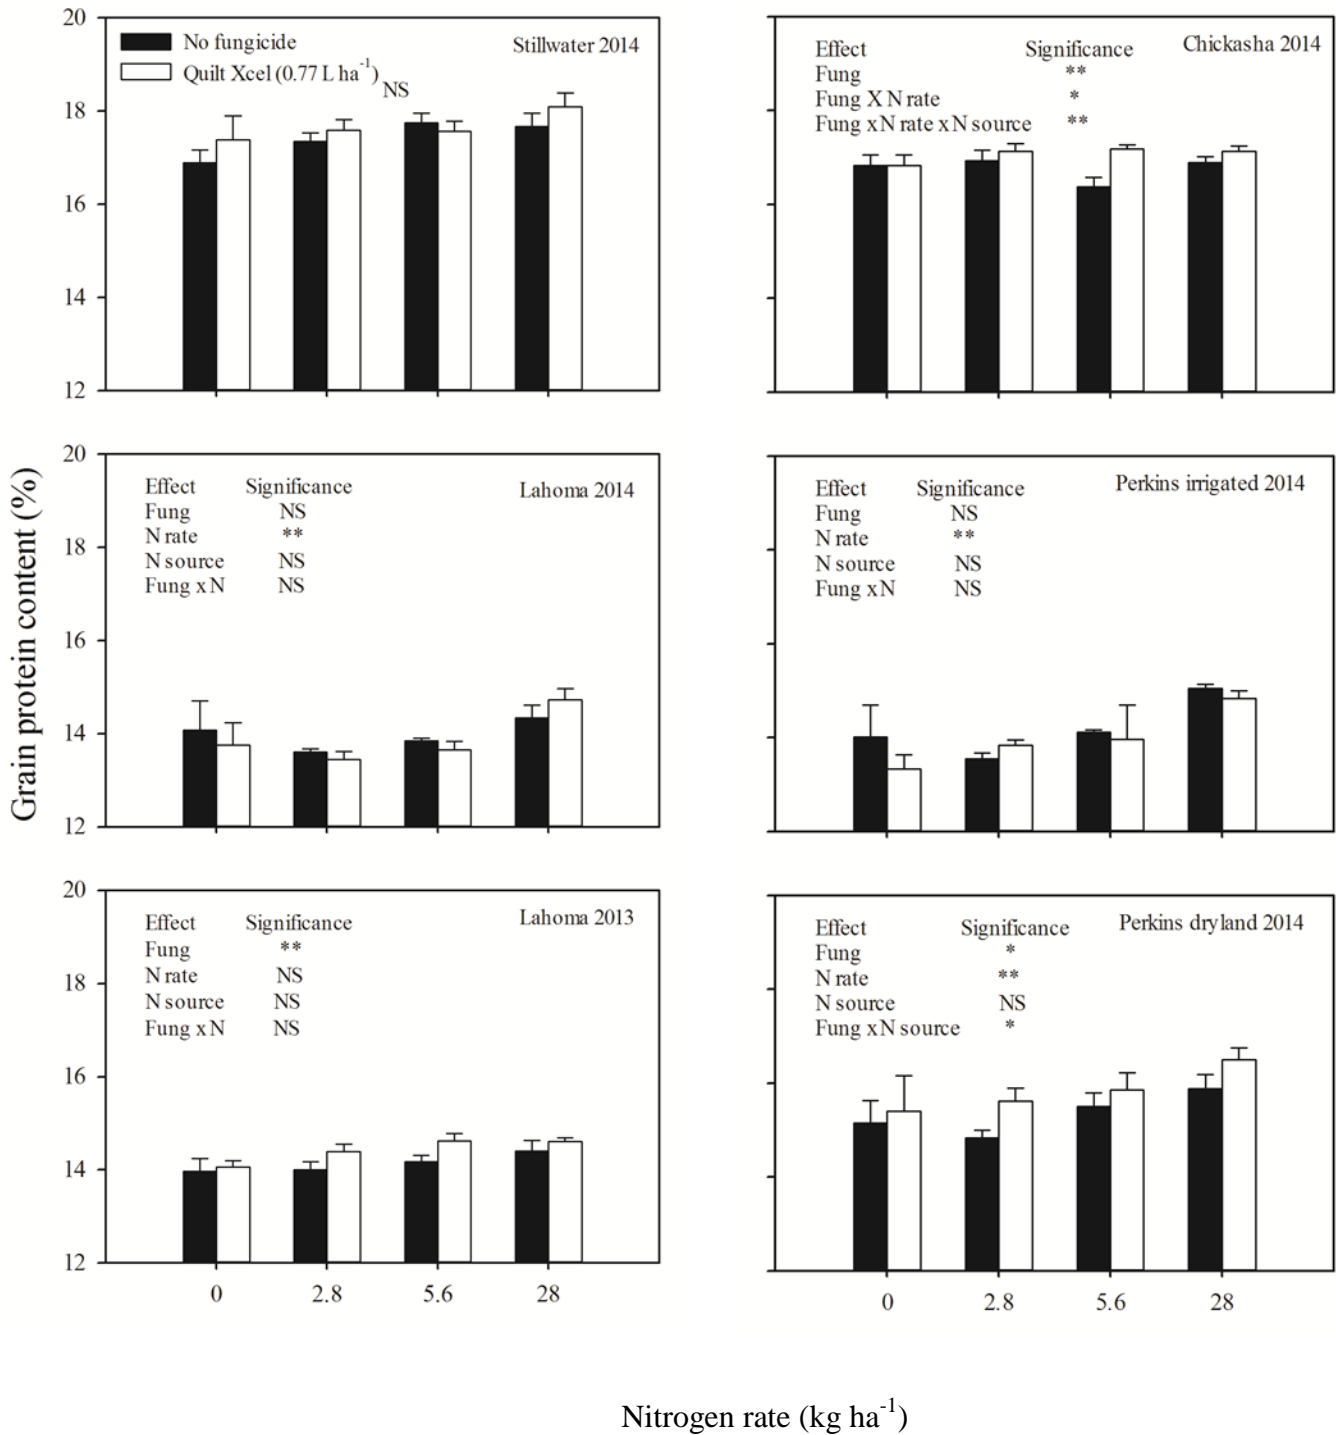 Grain protein content (%)
20
18
16
14
12
No fungicide
Quilt Xcel (0.77 L ha-1)
NS
Stillwater 2014
Effect Significance
Fung **
Fung X N rate *
Fung x N rate x N source **
Chickasha 2014
20
18
16
14
12
Effect Significance
Fung NS
N rate **
N source NS
Fung x N NS
Lahoma 2014
Effect Significance
Fung NS
N rate **
N source NS
Fung x N NS
Perkins irrigated 2014
20
18
16
14
12
Effect Significance
Fung **
N rate NS
N source NS
Fung x N NS
Lahoma 2013
0 2.8 5.6 28
Effect Significance
Fung *
N rate **
N source NS
Fung x N source *
Perkins dryland 2014
0 2.8 5.6 28
Nitrogen rate (kg ha-1)